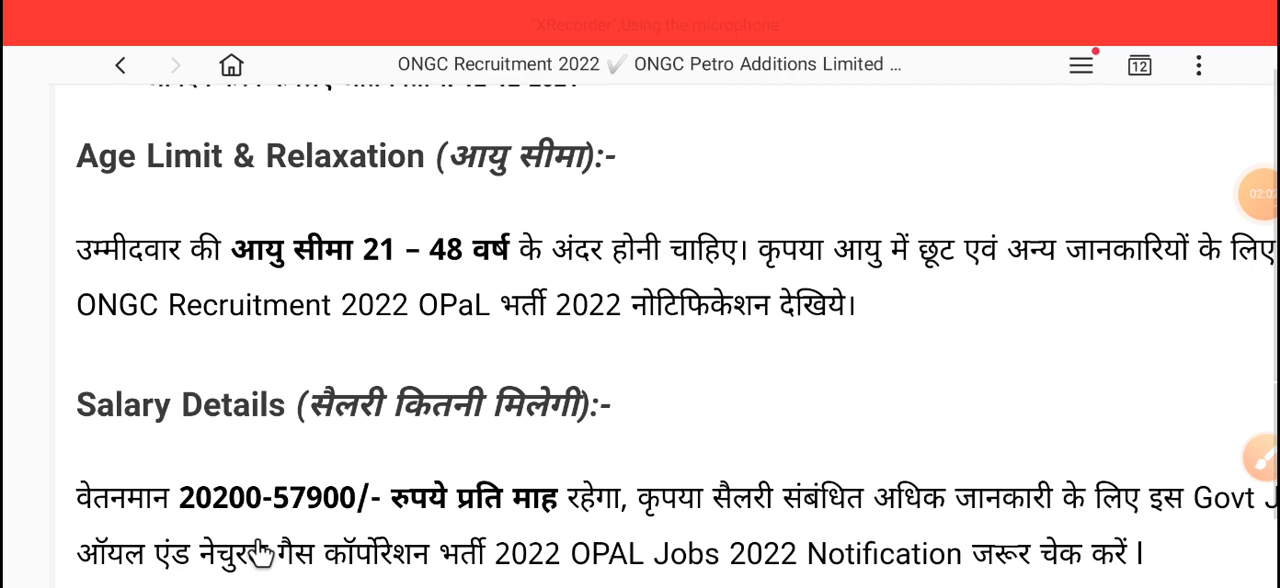 "XRecorder",Using the microphone
ONGC Recruitment 2022 ✔ ONGC Petro Additions Limited ...
12
Age Limit & Relaxation (आयु सीमा):-
02:0
उम्मीदवार की आयु सीमा 21 – 48 वर्ष के अंदर होनी चाहिए। कृपया आयु में छूट एवं अन्य जानकारियों के लिए
ONGC Recruitment 2022 OPaL भर्ती 2022 नोटिफिकेशन देखिये।
Salary Details (सैलरी कितनी मिलेगी):-
वेतनमान 20200-57900/- रुपये प्रति माह रहेगा, कृपया सैलरी संबंधित अधिक जानकारी के लिए इस Govt J
ऑयल एंड नेचुरल गैस कॉर्पोरेशन भर्ती 2022 OPAL Jobs 2022 Notification जरूर चेक करें l